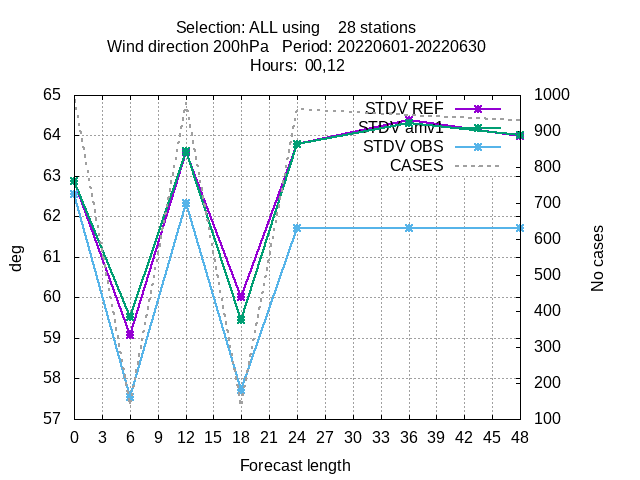 Selection: ALL using    28 stations
Wind direction 200hPa   Period: 20220601-20220630
Hours:  00,12
65
64
63
62
61
60
59
58
57
1000
900
800
700
600
500
400
300
200
100
STDV REF
STDV amv1
STDV OBS
CASES
deg
No cases
0 3 6 9 12 15 18 21 24 27 30 33 36 39 42 45 48
Forecast length